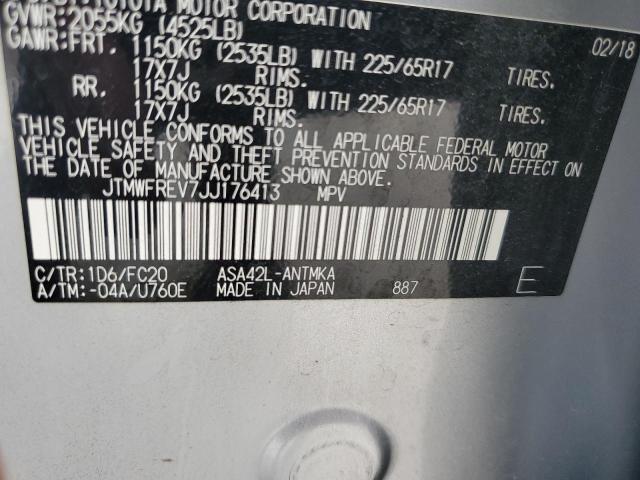 TOYOTA MOTOR CORPORATION
GVWR:2055KG (4525LB) 02/18
GAWR:FRT. 1150KG (2535LB) WITH 225/65R17 TIRES.
17X7J RIMS.
RR. 1150KG (2535LB) WITH 225/65R17 TIRES.
17X7J RIMS.
THIS VEHICLE CONFORMS TO ALL APPLICABLE FEDERAL MOTOR
VEHICLE SAFETY AND THEFT PREVENTION STANDARDS IN EFFECT ON
THE DATE OF MANUFACTURE SHOWN ABOVE.
JTMWFREV7JJ176413 MPV
C/TR:1D6/FC20 ASA42L-ANTMKA
A/TM:-04A/U760E MADE IN JAPAN 887 E